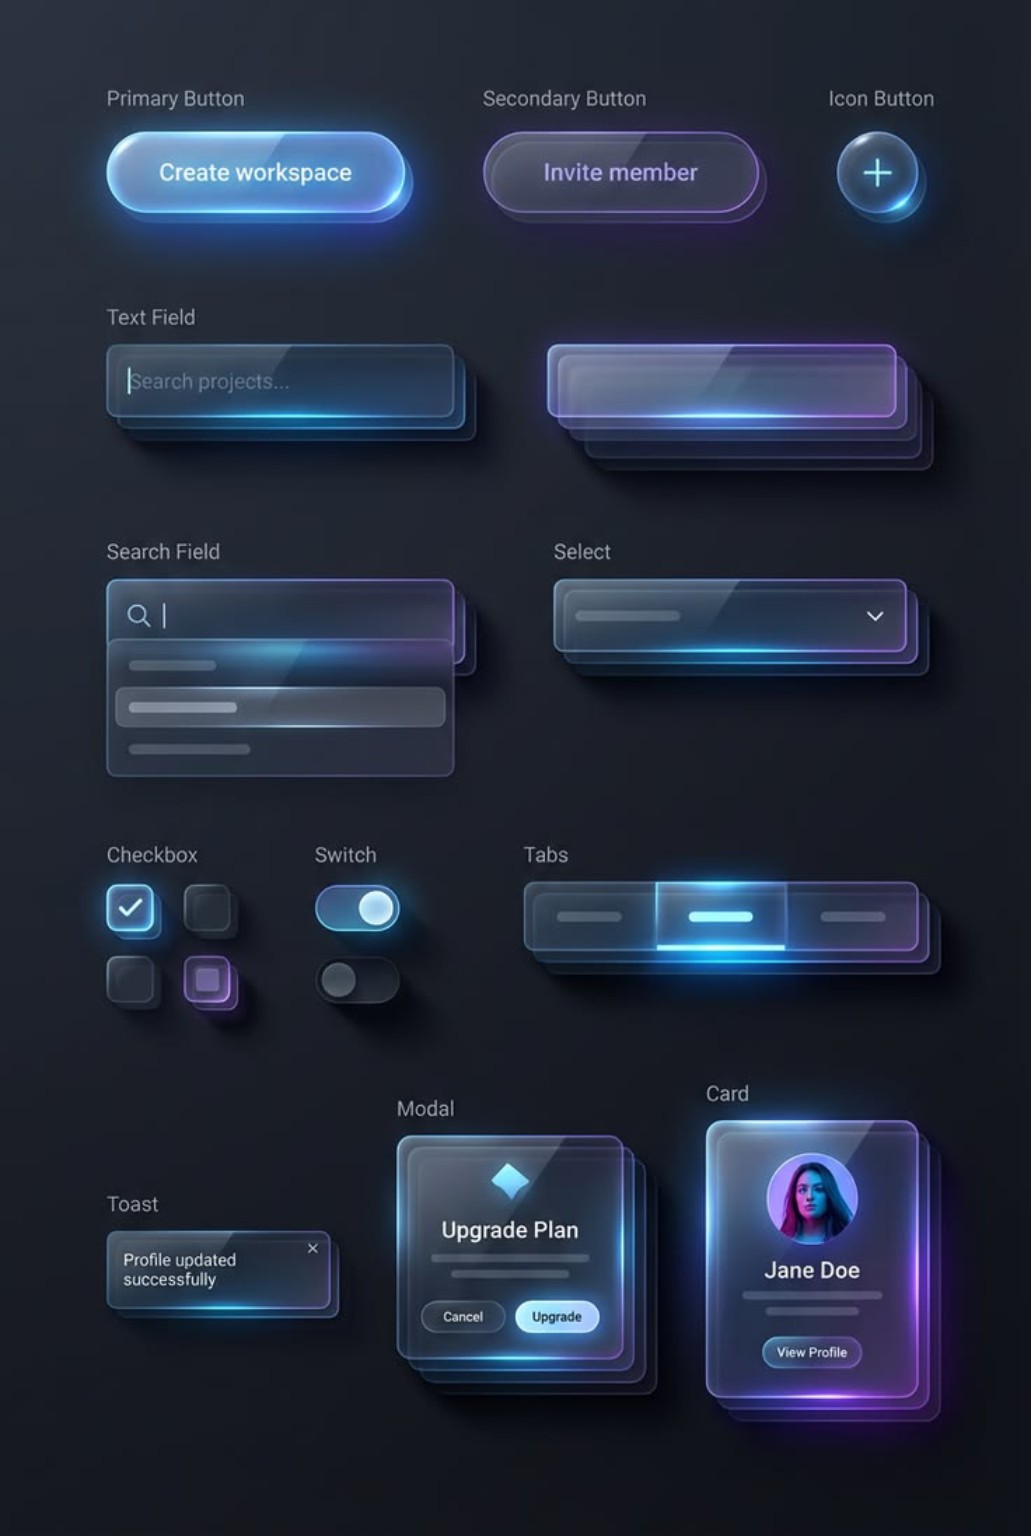 Primary Button
Secondary Button
Icon Button
Create workspace
Invite member
Text Field
Search projects...
Search Field
Select
Checkbox
Switch
Tabs
Modal
Card
Toast
Profile updated
successfully
Upgrade Plan
Cancel
Upgrade
Jane Doe
View Profile